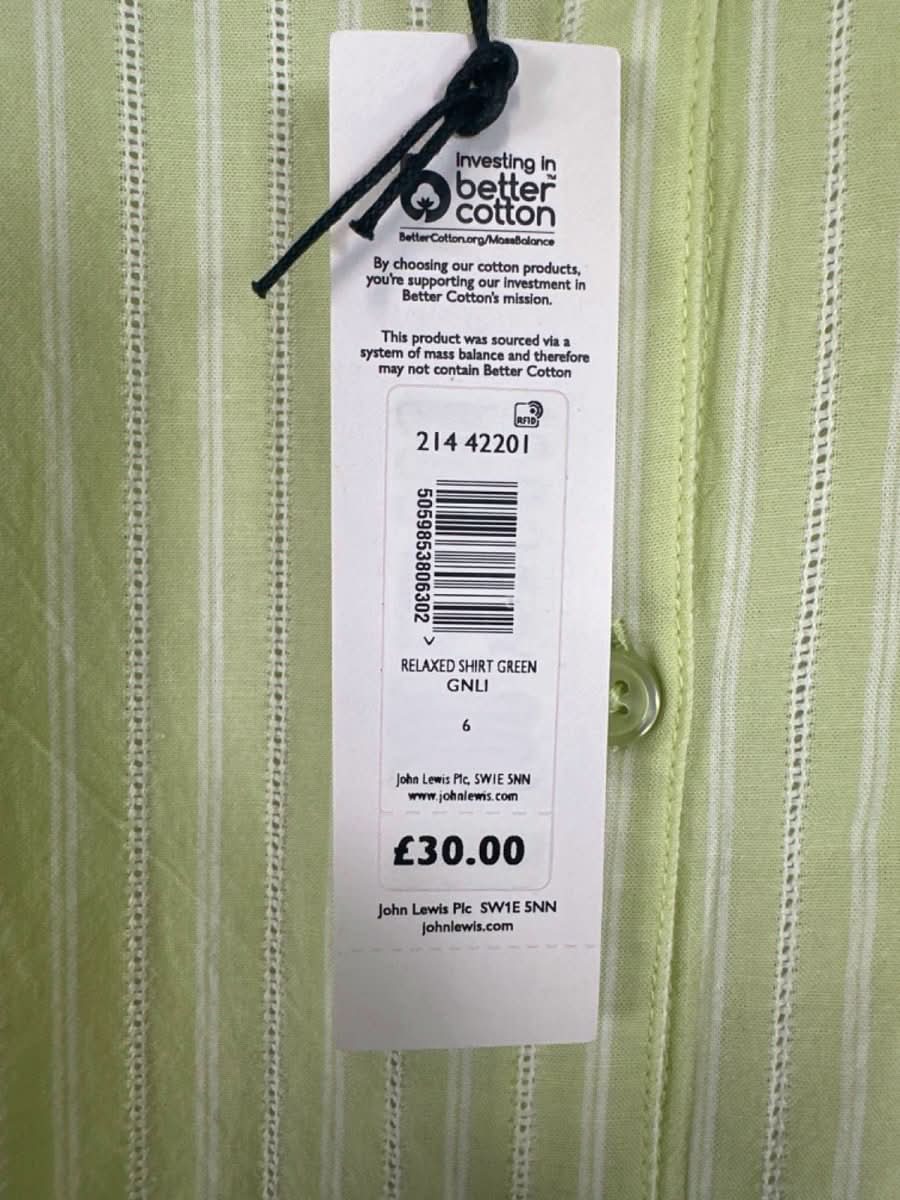 Investing in
better™
cotton
BetterCotton.org/MassBalance
By choosing our cotton products,
you're supporting our investment in
Better Cotton's mission.
This product was sourced via a
system of mass balance and therefore
may not contain Better Cotton
RFID
214 42201
5059853806302
RELAXED SHIRT GREEN
GNLI
6
John Lewis Plc, SW1E 5NN
www.johnlewis.com
£30.00
John Lewis Plc SW1E 5NN
johnlewis.com